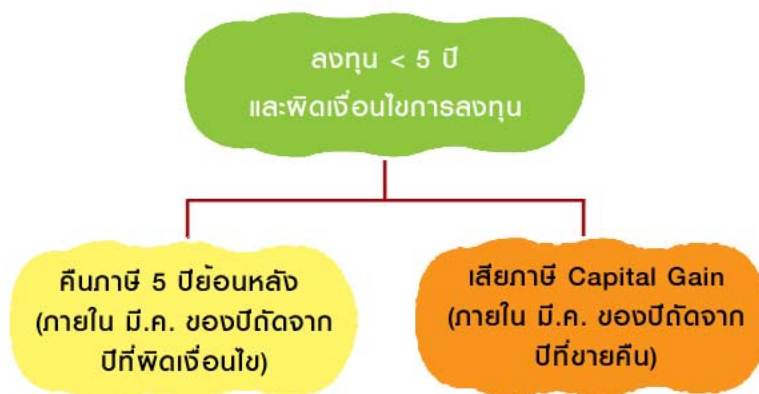 ลงทุน < 5 ปี
และผิดเงื่อนไขการลงทุน
คืนภาษี 5 ปีย้อนหลัง
(ภายใน มี.ค. ของปีถัดจาก
ปีที่ผิดเงื่อนไข)
เสียภาษี Capital Gain
(ภายใน มี.ค. ของปีถัดจาก
ปีที่ขายคืน)